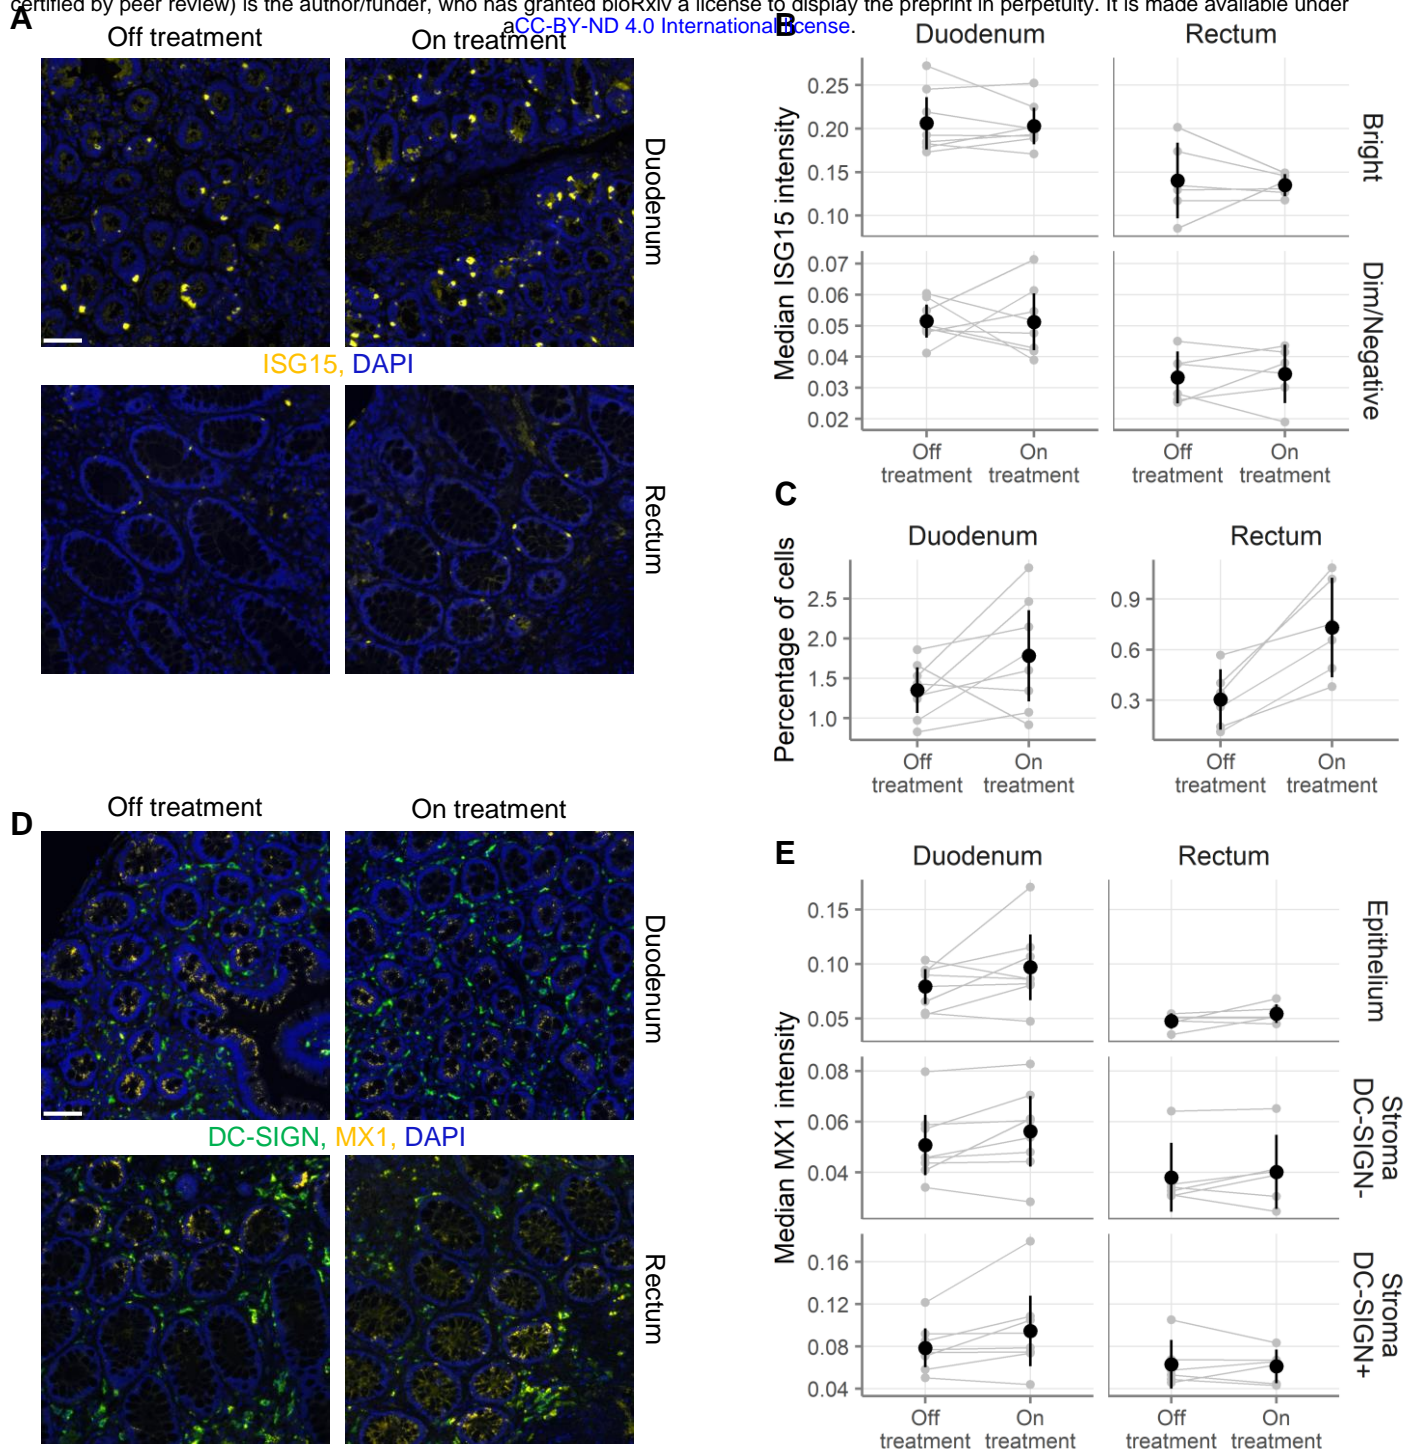 certified by peer review) is the author/funder, who has granted bioRxiv a license to display the preprint in perpetuity. It is made available under
aCC-BY-ND 4.0 International license.
A
Off treatment
On treatment
Duodenum
ISG15, DAPI
Rectum
B
Duodenum
Rectum
Median ISG15 intensity
0.25
0.20
0.15
0.10
Bright
0.07
0.06
0.05
0.04
0.03
0.02
Dim/Negative
Off treatment
On treatment
Off treatment
On treatment
C
Duodenum
Rectum
Percentage of cells
2.5
2.0
1.5
1.0
0.9
0.6
0.3
Off treatment
On treatment
Off treatment
On treatment
D
Off treatment
On treatment
Duodenum
DC-SIGN, MX1, DAPI
Rectum
E
Duodenum
Rectum
Median MX1 intensity
0.15
0.10
0.05
Epithelium
0.08
0.06
0.04
Stroma
DC-SIGN-
0.16
0.12
0.08
0.04
Stroma
DC-SIGN+
Off treatment
On treatment
Off treatment
On treatment